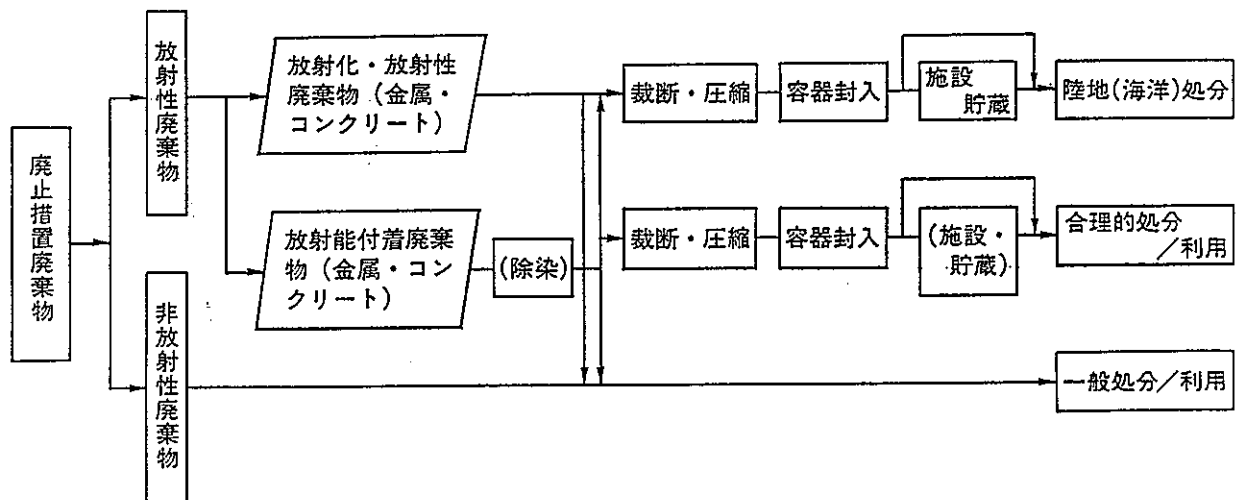 廃止措置廃棄物
放射性廃棄物
非放射性廃棄物
放射化・放射性
廃棄物（金属・
コンクリート）
放射能付着廃棄
物（金属・コン
クリート）
(除染)
裁断・圧縮
容器封入
施設
貯蔵
陸地(海洋)処分
裁断・圧縮
容器封入
(施設・
貯蔵)
合理的処分
／利用
一般処分／利用